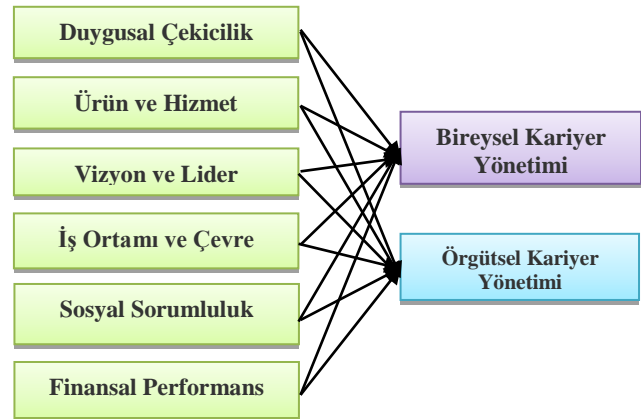 Duygusal Çekicilik
Ürün ve Hizmet
Vizyon ve Lider
İş Ortamı ve Çevre
Sosyal Sorumluluk
Finansal Performans
Bireysel Kariyer
Yönetimi
Örgütsel Kariyer
Yönetimi